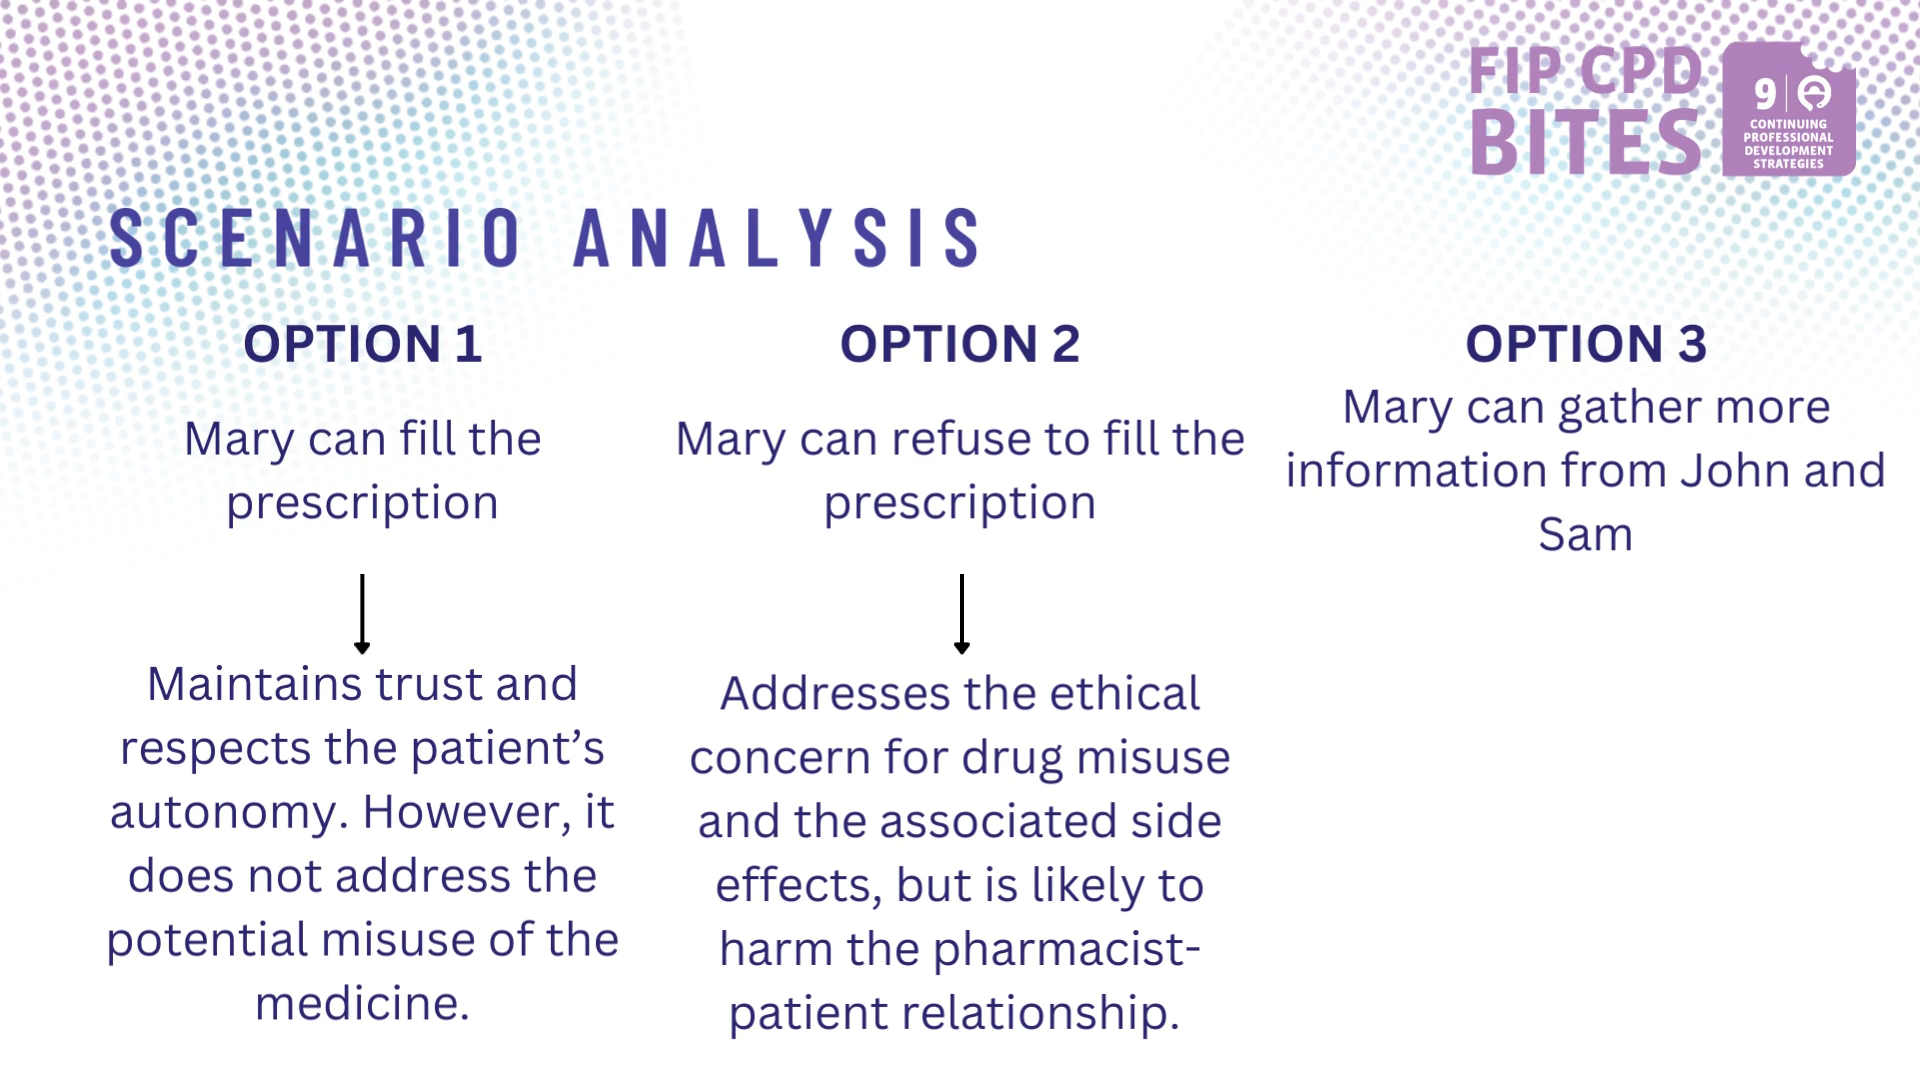 FIP CPD
BITES
9
CONTINUING
PROFESSIONAL
DEVELOPMENT
STRATEGIES
SCENARIO ANALYSIS
OPTION 1
Mary can fill the
prescription
Maintains trust and
respects the patient’s
autonomy. However, it
does not address the
potential misuse of the
medicine.
OPTION 2
Mary can refuse to fill the
prescription
Addresses the ethical
concern for drug misuse
and the associated side
effects, but is likely to
harm the pharmacist-
patient relationship.
OPTION 3
Mary can gather more
information from John and
Sam